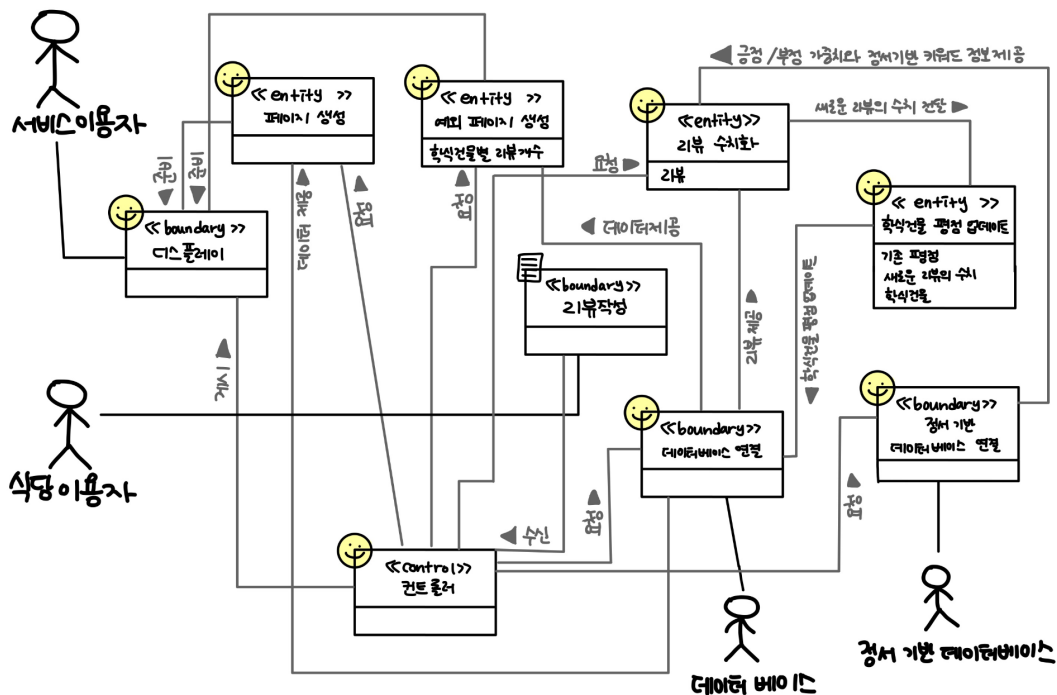 서비스이용자
<<entity>>
페이지 생성
<<entity>>
예외 페이지 생성
학식건물별 리뷰개수
<<entity>>
리뷰 수치화
리뷰
긍정/부정 가중치와 정서기반 키워드 정보제공
새로운 리뷰의 수치 전달
<<entity>>
학식건물 평점 업데이트
기존 평점
새로운 리뷰의 수치
학식건물
준비
준비
<<boundary>>
디스플레이
데이터 제공
요청
요청
요청
데이터제공
<<boundary>>
리뷰작성
리뷰제공
학식건물 평점 업데이트
게시
식당이용자
<<boundary>>
데이터베이스 연결
<<boundary>>
정서 기반
데이터베이스 연결
수신
요청
요청
<<control>>
컨트롤러
데이터 베이스
정서 기반 데이터베이스